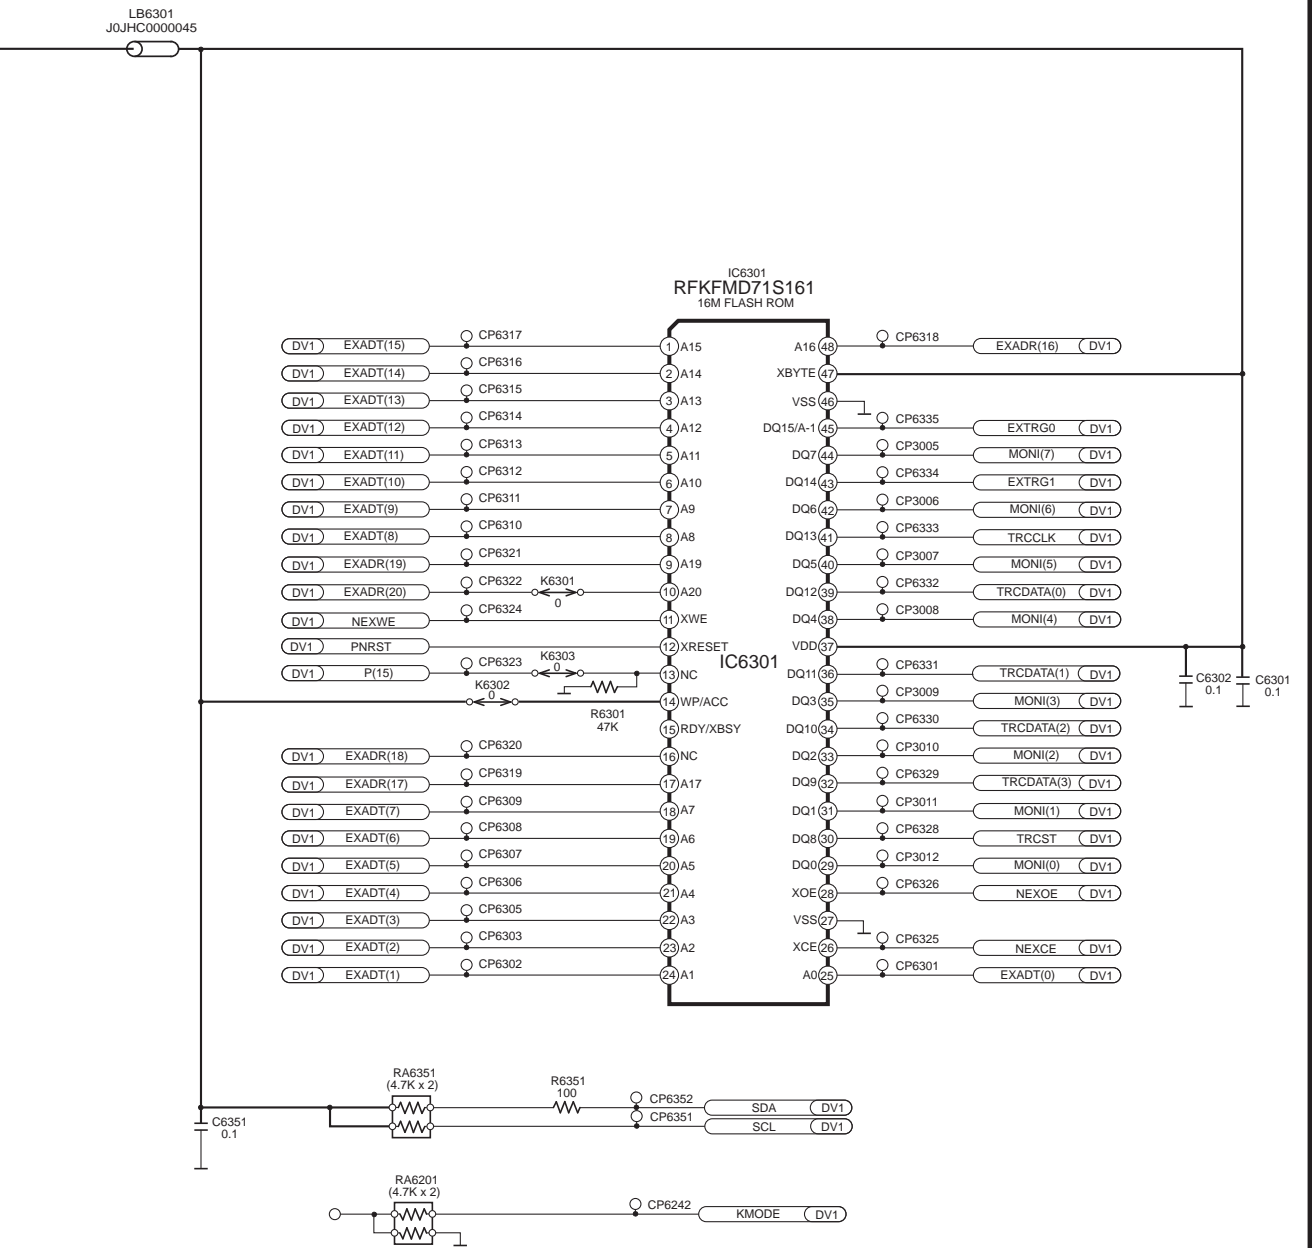 LB6301
J0JHC0000045
IC6301
RFKFMD71S161
16M FLASH ROM
DV1 EXADT(15) CP6317 1 A15 A16 48 CP6318 EXADR(16) DV1
DV1 EXADT(14) CP6316 2 A14 XBYTE 47
DV1 EXADT(13) CP6315 3 A13 VSS 46
DV1 EXADT(12) CP6314 4 A12 DQ15/A-1 45 CP6335 EXTRG0 DV1
DV1 EXADT(11) CP6313 5 A11 DQ7 44 CP3005 MONI(7) DV1
DV1 EXADT(10) CP6312 6 A10 DQ14 43 CP6334 EXTRG1 DV1
DV1 EXADT(9) CP6311 7 A9 DQ6 42 CP3006 MONI(6) DV1
DV1 EXADT(8) CP6310 8 A8 DQ13 41 CP6333 TRCCLK DV1
DV1 EXADR(19) CP6321 9 A19 DQ5 40 CP3007 MONI(5) DV1
DV1 EXADR(20) CP6322 K6301 0 10 A20 DQ12 39 CP6332 TRCDATA(0) DV1
DV1 NEXWE CP6324 11 XWE DQ4 38 CP3008 MONI(4) DV1
DV1 PNRST 12 XRESET VDD 37
IC6301
DV1 P(15) CP6323 K6303 0 13 NC DQ11 36 CP6331 TRCDATA(1) DV1
C6302 0.1
C6301 0.1
K6302 0 14 WP/ACC DQ3 35 CP3009 MONI(3) DV1
R6301
47K
15 RDY/XBSY DQ10 34 CP6330 TRCDATA(2) DV1
DV1 EXADR(18) CP6320 16 NC DQ2 33 CP3010 MONI(2) DV1
DV1 EXADR(17) CP6319 17 A17 DQ9 32 CP6329 TRCDATA(3) DV1
DV1 EXADT(7) CP6309 18 A7 DQ1 31 CP3011 MONI(1) DV1
DV1 EXADT(6) CP6308 19 A6 DQ8 30 CP6328 TRCST DV1
DV1 EXADT(5) CP6307 20 A5 DQ0 29 CP3012 MONI(0) DV1
DV1 EXADT(4) CP6306 21 A4 XOE 28 CP6326 NEXOE DV1
DV1 EXADT(3) CP6305 22 A3 VSS 27
DV1 EXADT(2) CP6303 23 A2 XCE 26 CP6325 NEXCE DV1
DV1 EXADT(1) CP6302 24 A1 A0 25 CP6301 EXADT(0) DV1
RA6351
(4.7K x 2)
R6351
100
CP6352 SDA DV1
CP6351 SCL DV1
C6351
0.1
RA6201
(4.7K x 2)
CP6242 KMODE DV1